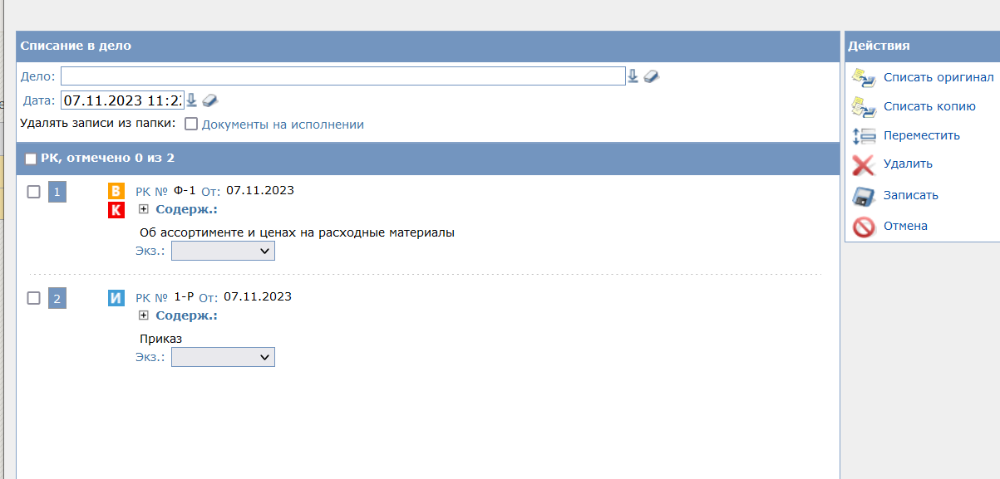 Списание в дело
Дело:
Дата: 07.11.2023 11:22
Удалять записи из папки: Документы на исполнении
РК, отмечено 0 из 2
1 В РК № Ф-1 От: 07.11.2023
К Содерж.:
Об ассортименте и ценах на расходные материалы
Экз.:
2 И РК № 1-Р От: 07.11.2023
Содерж.:
Приказ
Экз.:
Действия
Списать оригинал
Списать копию
Переместить
Удалить
Записать
Отмена